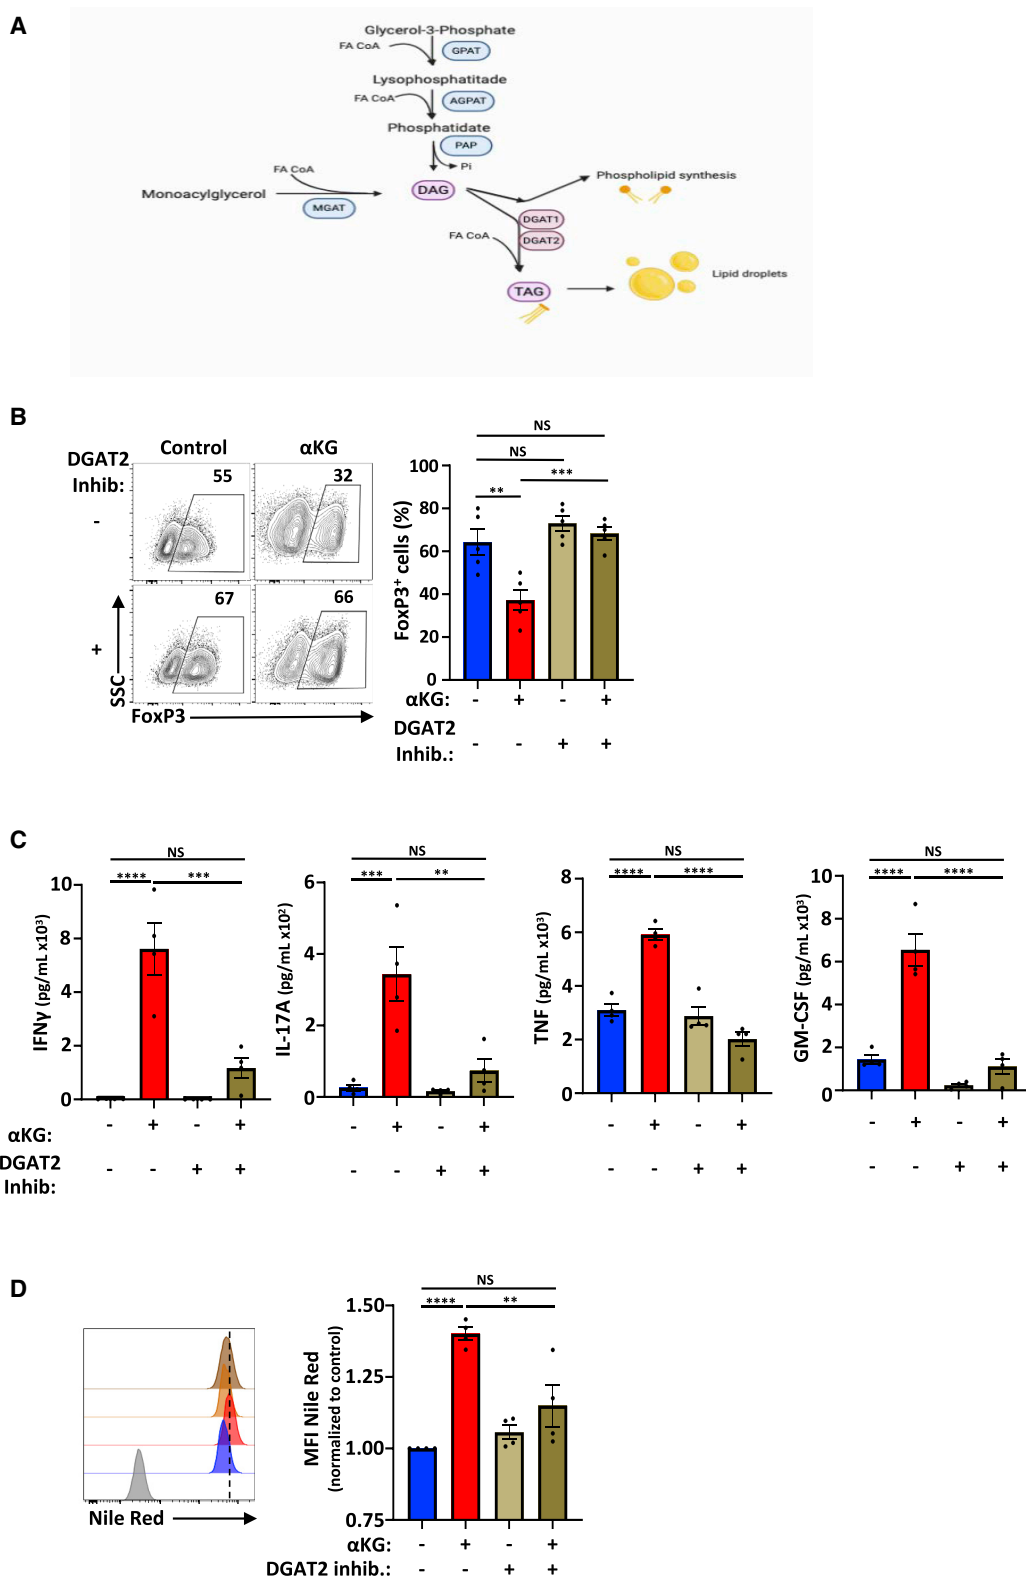 A
Glycerol-3-Phosphate
FA CoA
GPAT
Lysophosphatitade
FA CoA
AGPAT
Phosphatidate
PAP
Pi
FA CoA
Monoacylglycerol
MGAT
DAG
Phospholipid synthesis
DGAT1
DGAT2
FA CoA
TAG
Lipid droplets
B
DGAT2
Inhib:
Control
αKG
55
32
-
67
66
+
SSC
FoxP3
NS
NS
**
***
FoxP3+ cells (%)
100
80
60
40
20
0
αKG: - + - +
DGAT2
Inhib.: - - + +
C
NS
**** ***
IFNγ (pg/mL x10³)
10
8
4
2
0
NS
*** **
IL-17A (pg/mL x10²)
6
4
2
0
NS
**** ****
TNF (pg/mL x10³)
8
6
4
2
0
NS
**** ****
GM-CSF (pg/mL x10³)
10
8
6
4
2
0
αKG: - + - + - + - + - + - + - + - +
DGAT2
Inhib: - - + + - - + + - - + + - - + +
D
Nile Red
NS
**** **
MFI Nile Red
(normalized to control)
1.50
1.25
1.00
0.75
αKG: - + - +
DGAT2 inhib.: - - + +